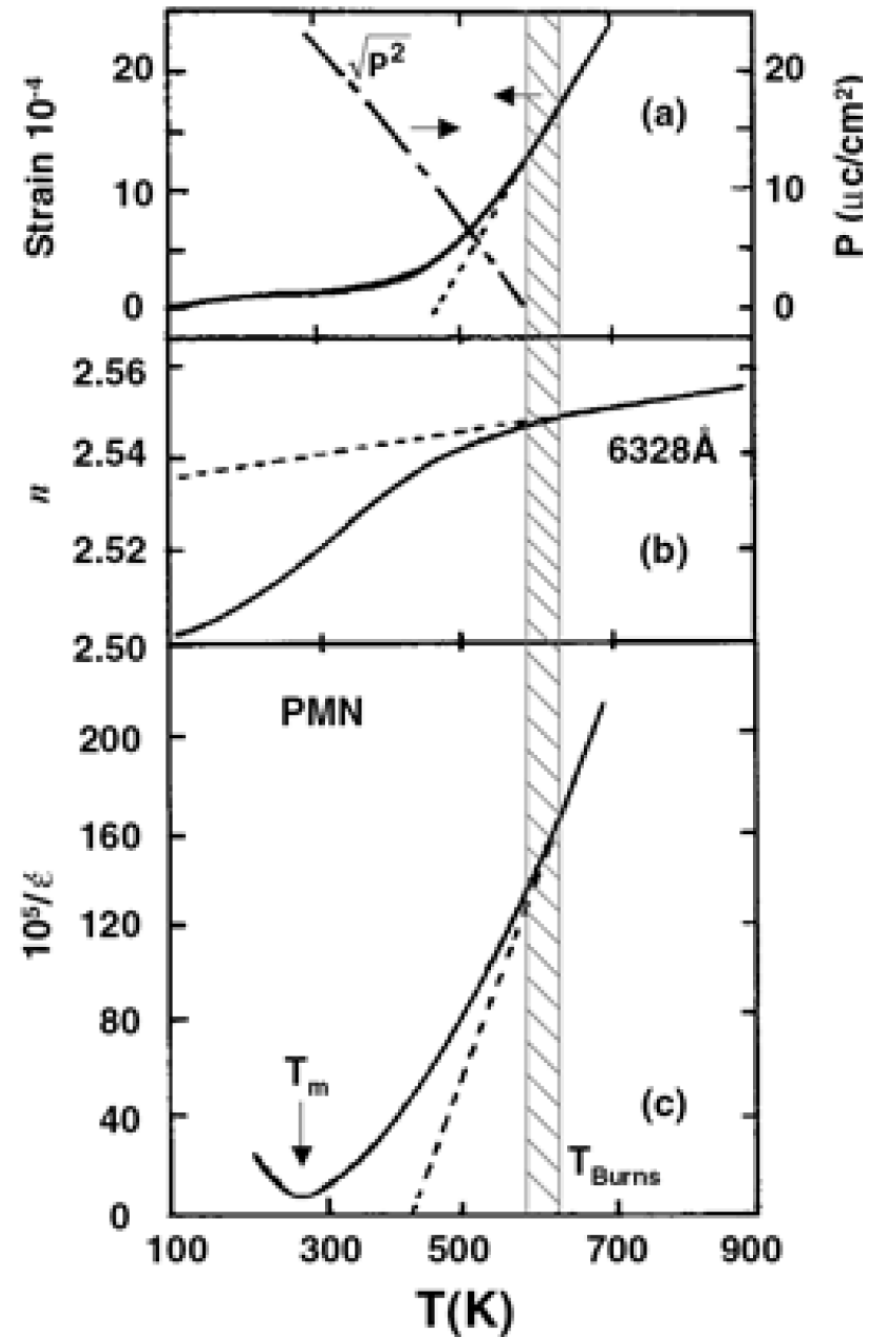 √P²
20
10
0
Strain 10⁻⁴
(a)
20
10
0
P (μc/cm²)
2.56
2.54
2.52
2.50
n
6328Å
(b)
PMN
200
160
120
80
40
0
10⁵/ε
Tm
(c)
TBurns
100 300 500 700 900
T(K)